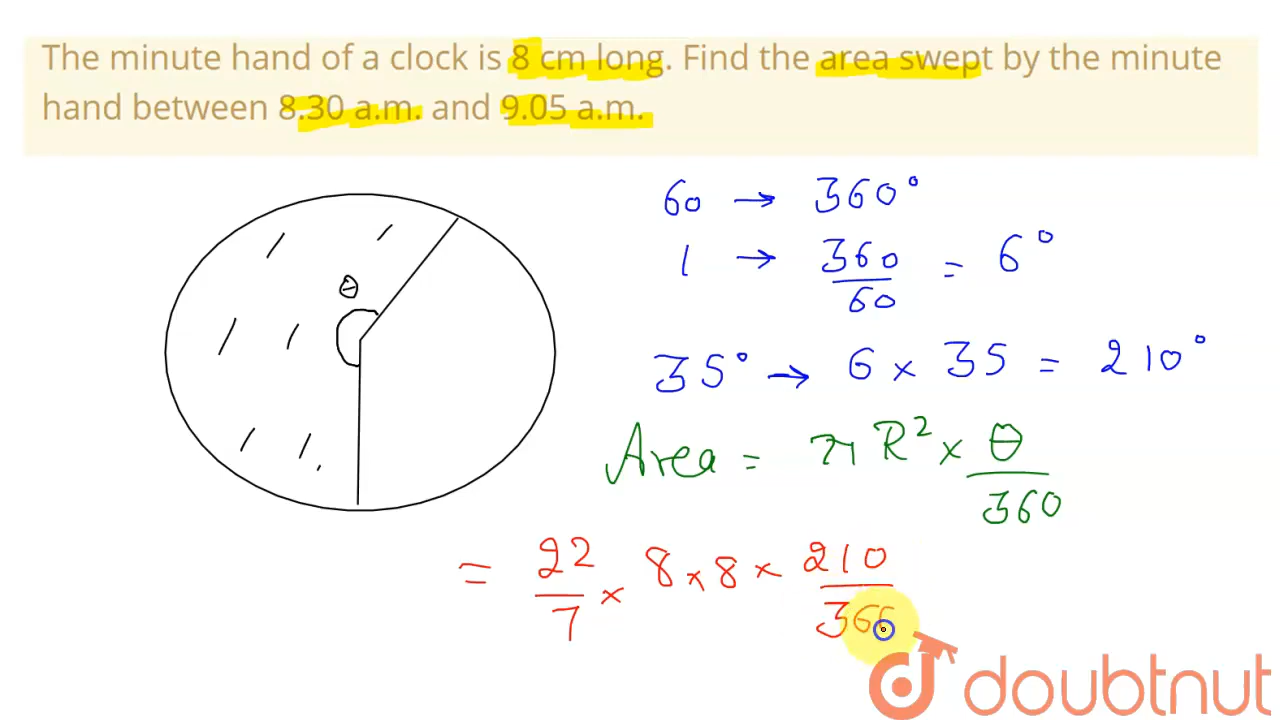 The minute hand of a clock is 8 cm long. Find the area swept by the minute
hand between 8.30 a.m. and 9.05 a.m.
θ
60 → 360°
1 → 360/60 = 6°
35° → 6 × 35 = 210°
Area = πR² × θ/360
= 22/7 × 8 × 8 × 210/360
doubtnut